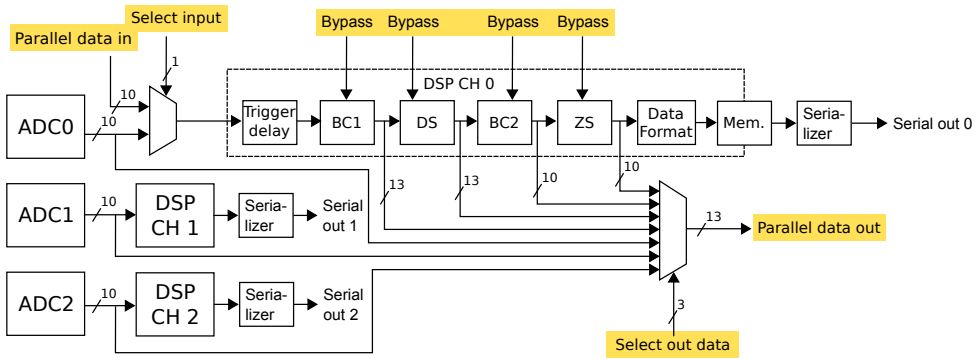 Select input
Bypass
Bypass
Bypass
Bypass
Parallel data in
1
DSP CH 0
10
ADC0
10
Trigger
delay
BC1
DS
BC2
ZS
Data
Format
Mem.
Seria-
lizer
Serial out 0
13
13
10
10
ADC1
10
DSP
CH 1
Seria-
lizer
Serial
out 1
13
Parallel data out
ADC2
10
DSP
CH 2
Seria-
lizer
Serial
out 2
3
Select out data